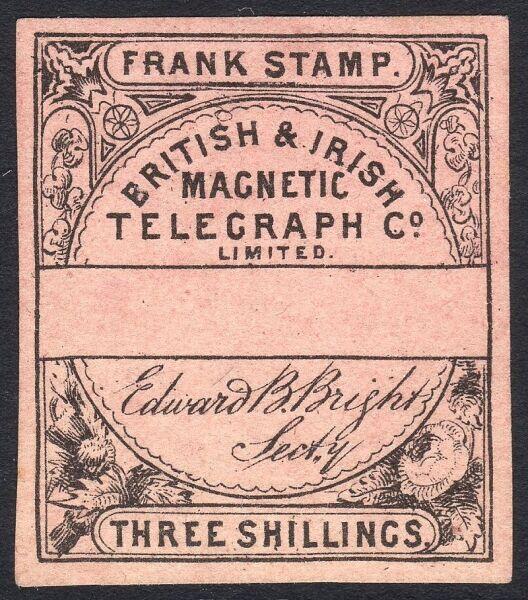 FRANK STAMP.
BRITISH & IRISH
MAGNETIC
TELEGRAPH Cº
LIMITED.
Edward B. Bright
Secty
THREE SHILLINGS.